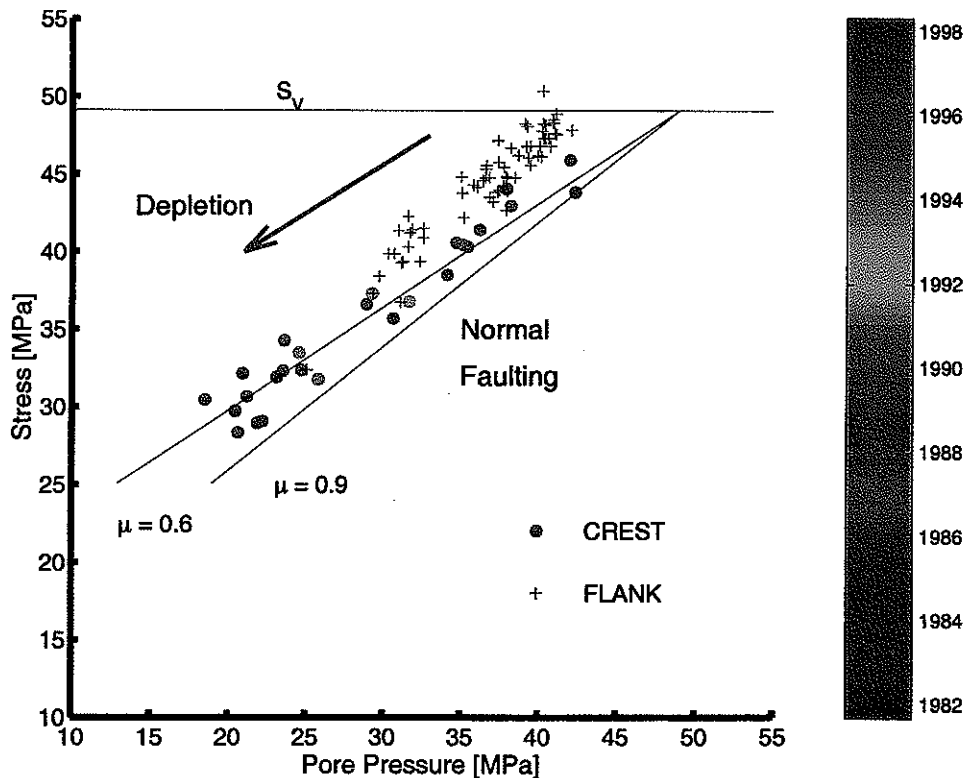 55
50
45
40
35
30
25
20
15
10
Stress [MPa]
S_v
Depletion
Normal
Faulting
μ = 0.6
μ = 0.9
CREST
FLANK
10 15 20 25 30 35 40 45 50 55
Pore Pressure [MPa]
1998
1996
1994
1992
1990
1988
1986
1984
1982